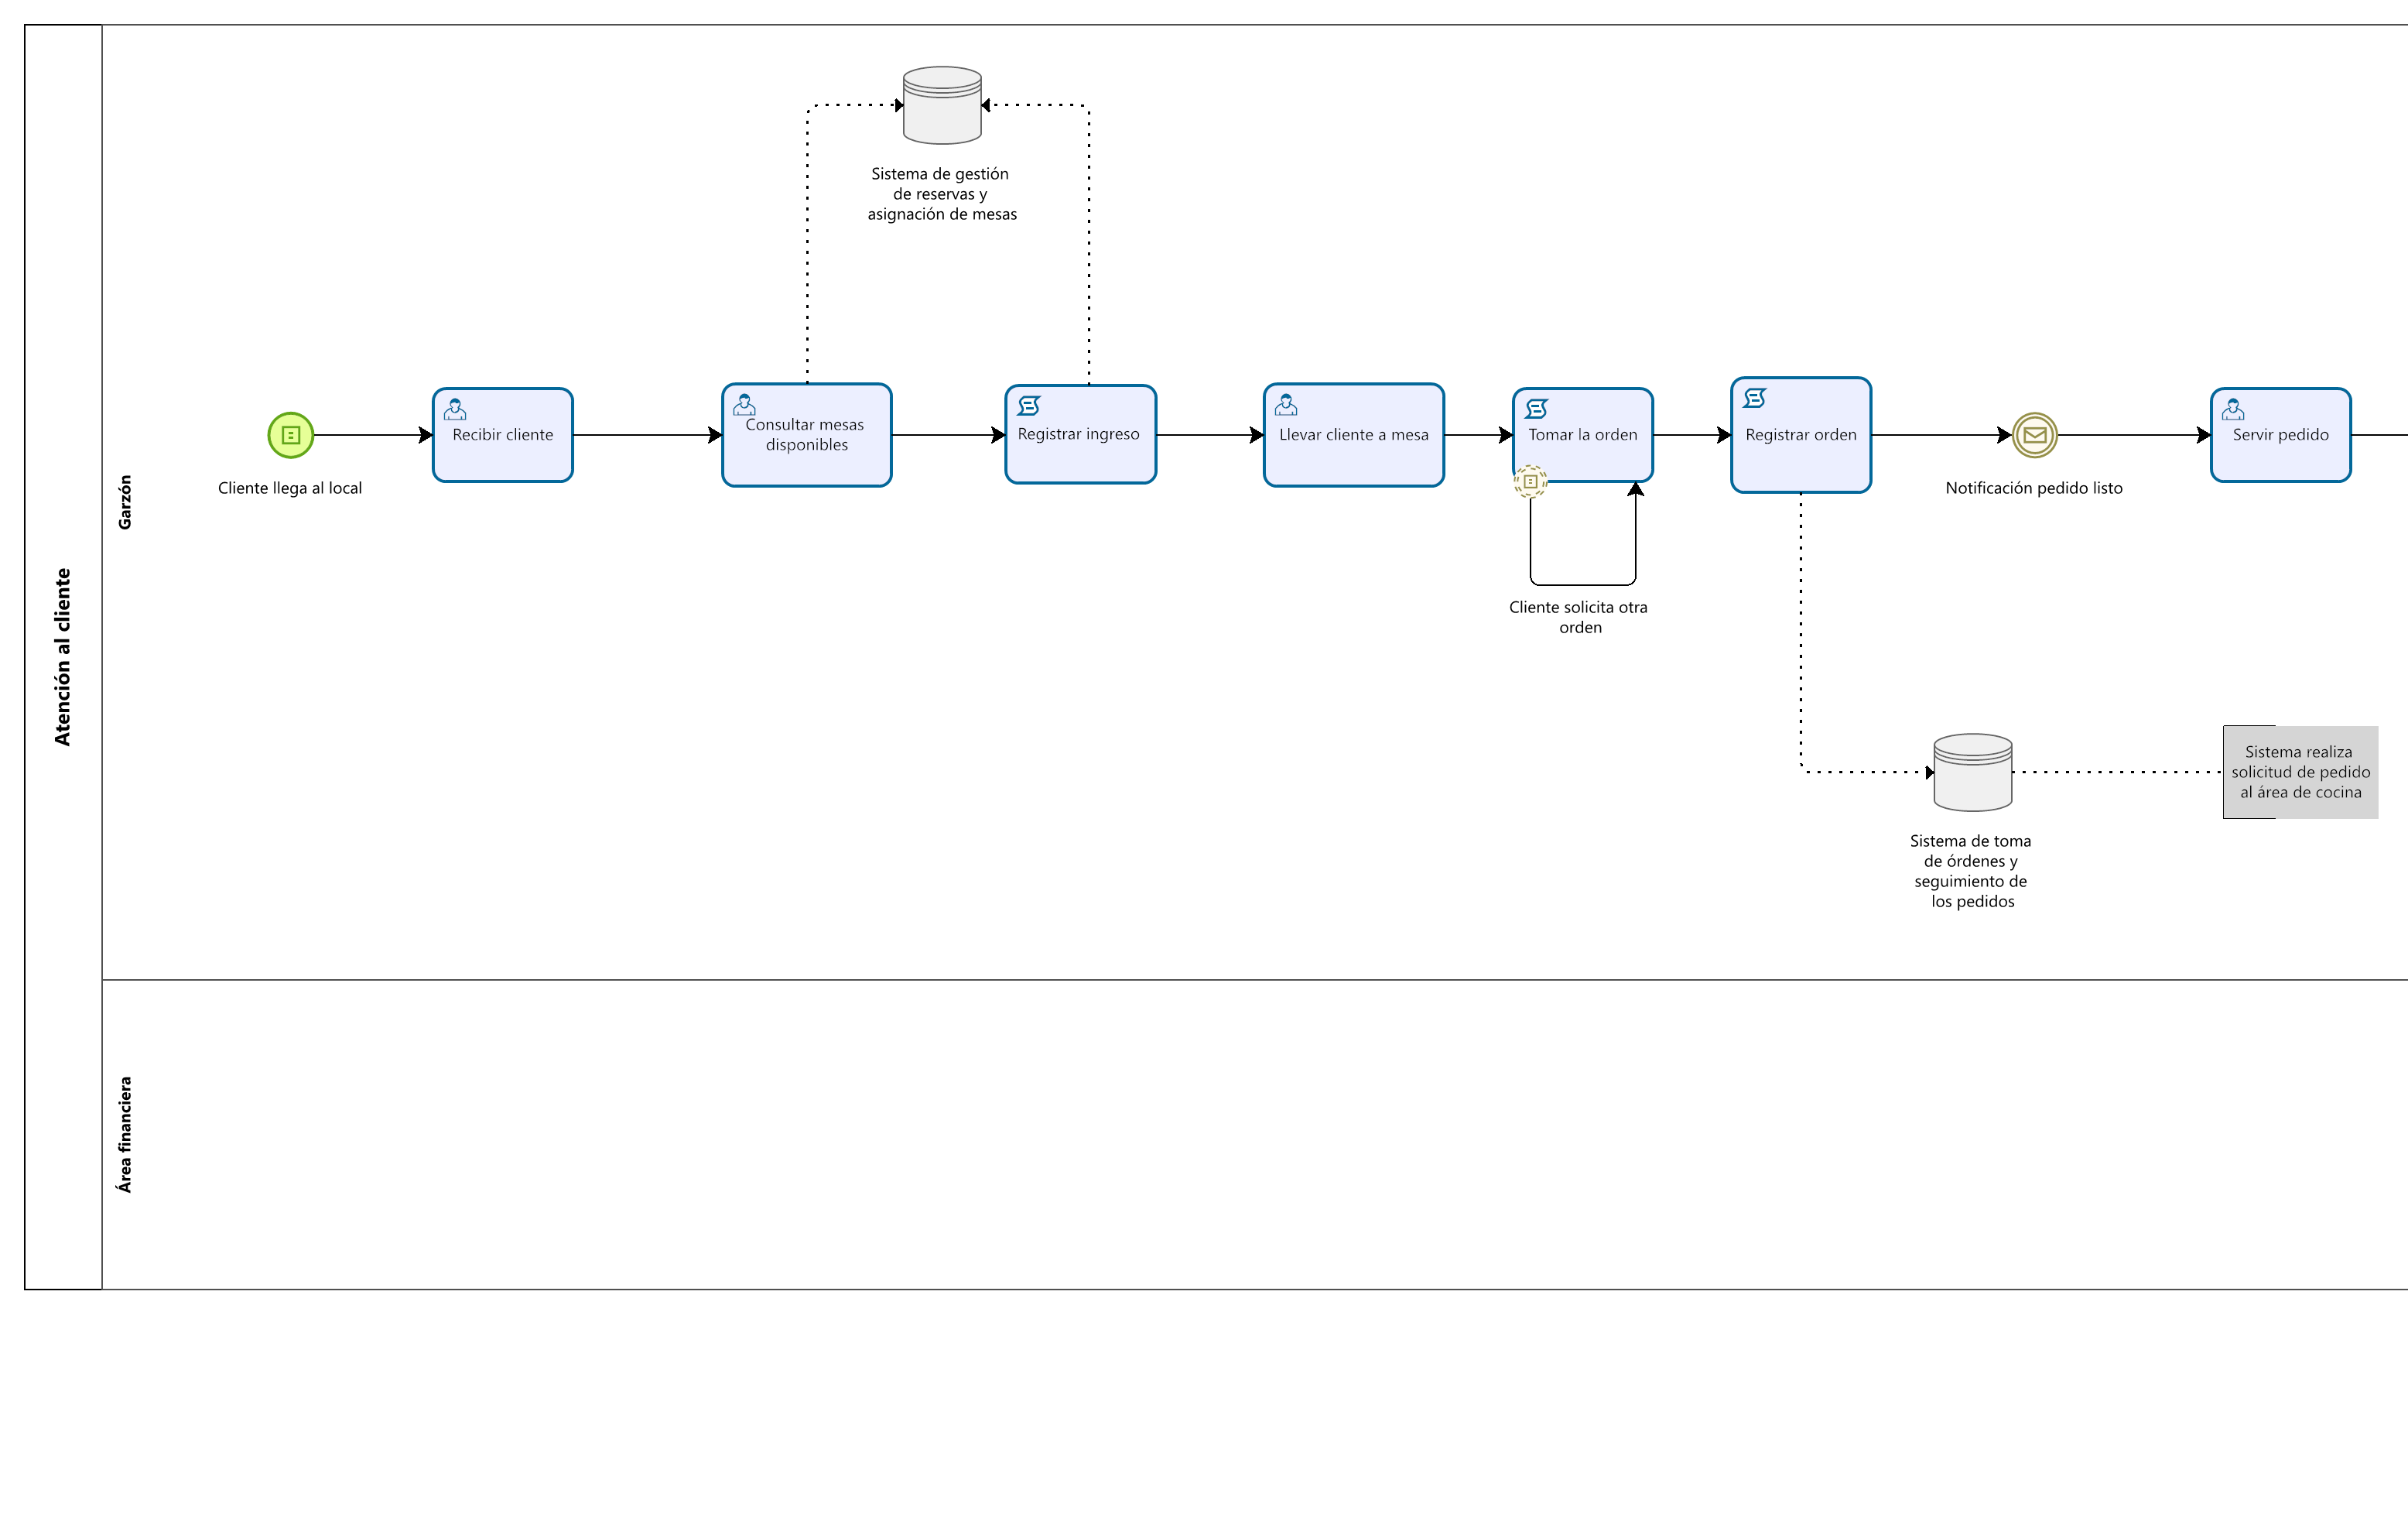 Atención al cliente
Garzón
Sistema de gestión
de reservas y
asignación de mesas
Cliente llega al local
Recibir cliente
Consultar mesas
disponibles
Registrar ingreso
Llevar cliente a mesa
Tomar la orden
Registrar orden
Notificación pedido listo
Servir pedido
Cliente solicita otra
orden
Sistema de toma
de órdenes y
seguimiento de
los pedidos
Sistema realiza
solicitud de pedido
al área de cocina
Área financiera